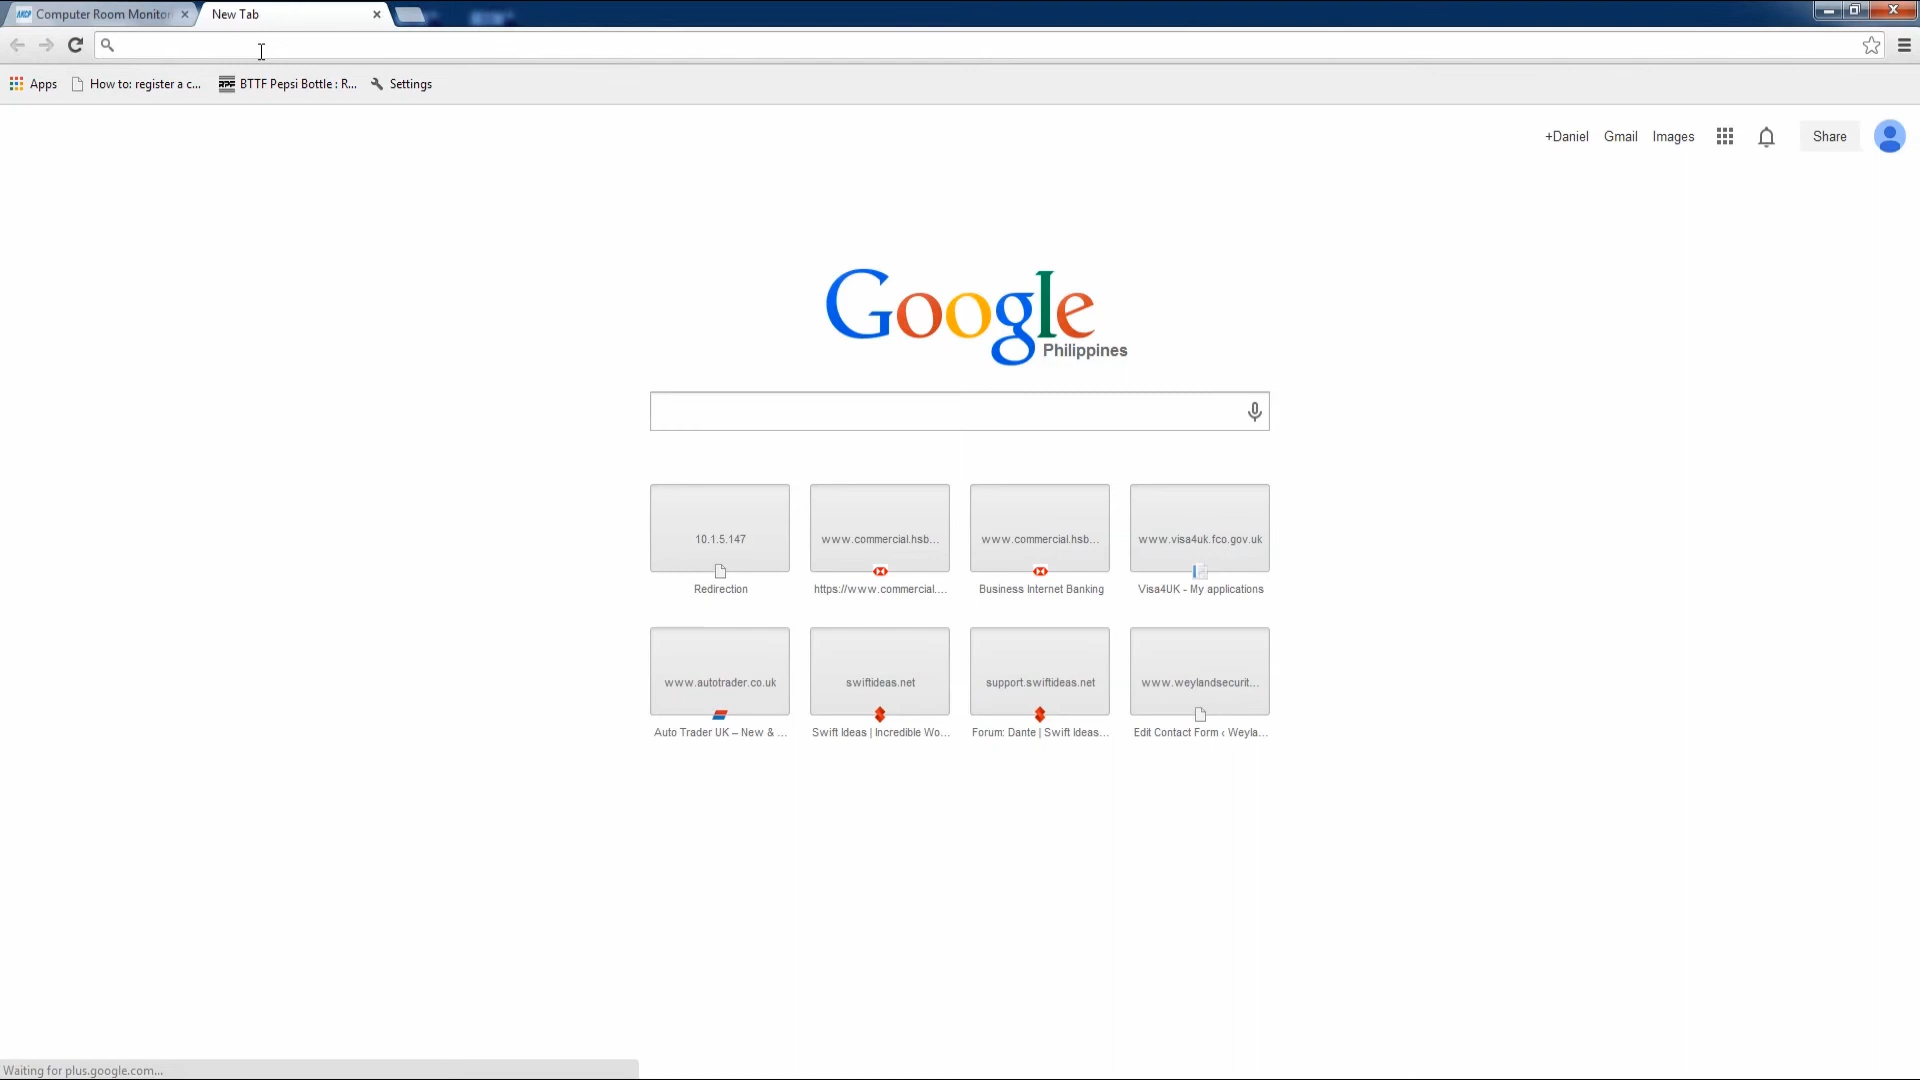 AKCP Computer Room Monitor
New Tab
Apps
How to: register a c...
BTTF Pepsi Bottle : R...
Settings
+Daniel
Gmail
Images
Share
Google
Philippines
10.1.5.147
www.commercial.hsb...
www.commercial.hsb...
www.visa4uk.fco.gov.uk
Redirection
https://www.commercial....
Business Internet Banking
Visa4UK - My applications
www.autotrader.co.uk
swiftideas.net
support.swiftideas.net
www.weylandsecurit...
Auto Trader UK – New & ...
Swift Ideas | Incredible Wo...
Forum: Dante | Swift Ideas...
Edit Contact Form ‹ Weyla...
Waiting for plus.google.com...